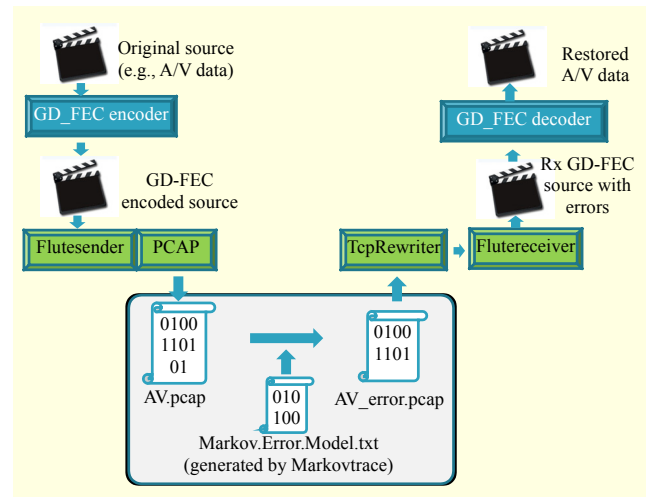 Original source
(e.g., A/V data)
GD_FEC encoder
GD-FEC
encoded source
Flutesender
PCAP
0100
1101
01
AV.pcap
010
100
Markov.Error.Model.txt
(generated by Markovtrace)
0100
1101
AV_error.pcap
TcpRewriter
Flutereceiver
Rx GD-FEC
source with
errors
GD_FEC decoder
Restored
A/V data